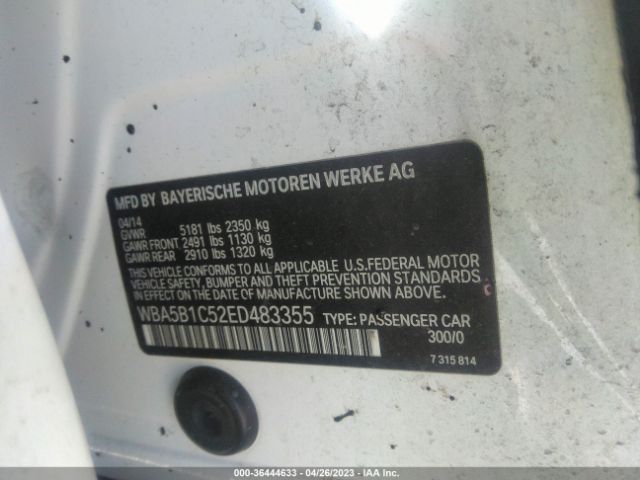 MFD BY BAYERISCHE MOTOREN WERKE AG
04/14
GVWR 5181 lbs 2350 kg
GAWR FRONT 2491 lbs 1130 kg
GAWR REAR 2910 lbs 1320 kg
THIS VEHICLE CONFORMS TO ALL APPLICABLE U.S.FEDERAL MOTOR
VEHICLE SAFETY, BUMPER, AND THEFT PREVENTION STANDARDS
IN EFFECT ON THE DATE OF MANUFACTURE SHOWN ABOVE.
WBA5B1C52ED483355 TYPE: PASSENGER CAR
300/0
7 315 814
000-36444633 - 04/26/2023 - IAA Inc.